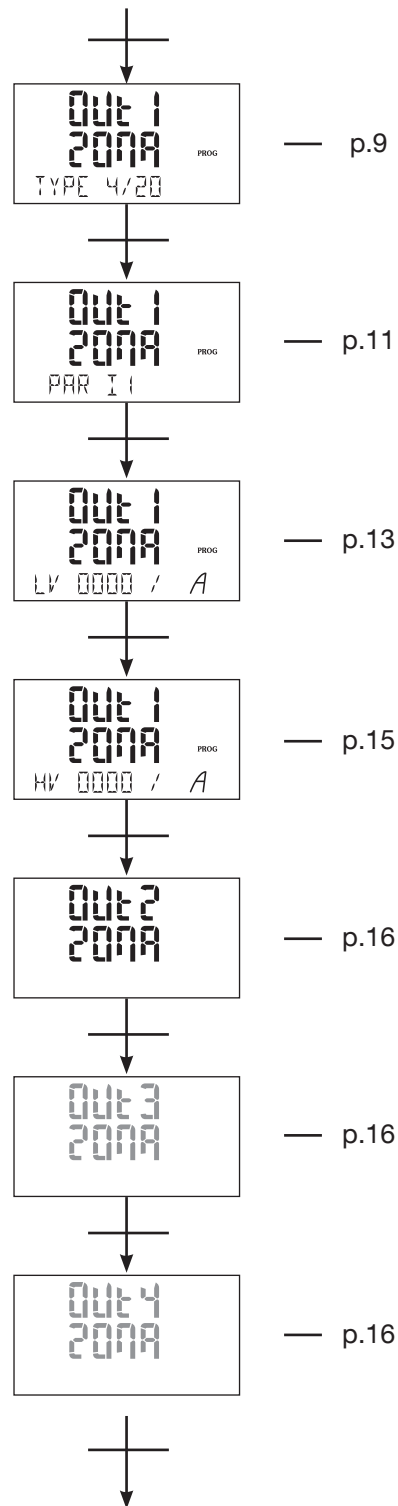 OUt 1
20MA
PROG
TYPE 4/20
p.9
OUt 1
20MA
PROG
PAR I1
p.11
OUt 1
20MA
PROG
LV 0000 / A
p.13
OUt 1
20MA
PROG
HV 0000 / A
p.15
OUt 2
20MA
p.16
OUt 3
20MA
p.16
OUt 4
20MA
p.16